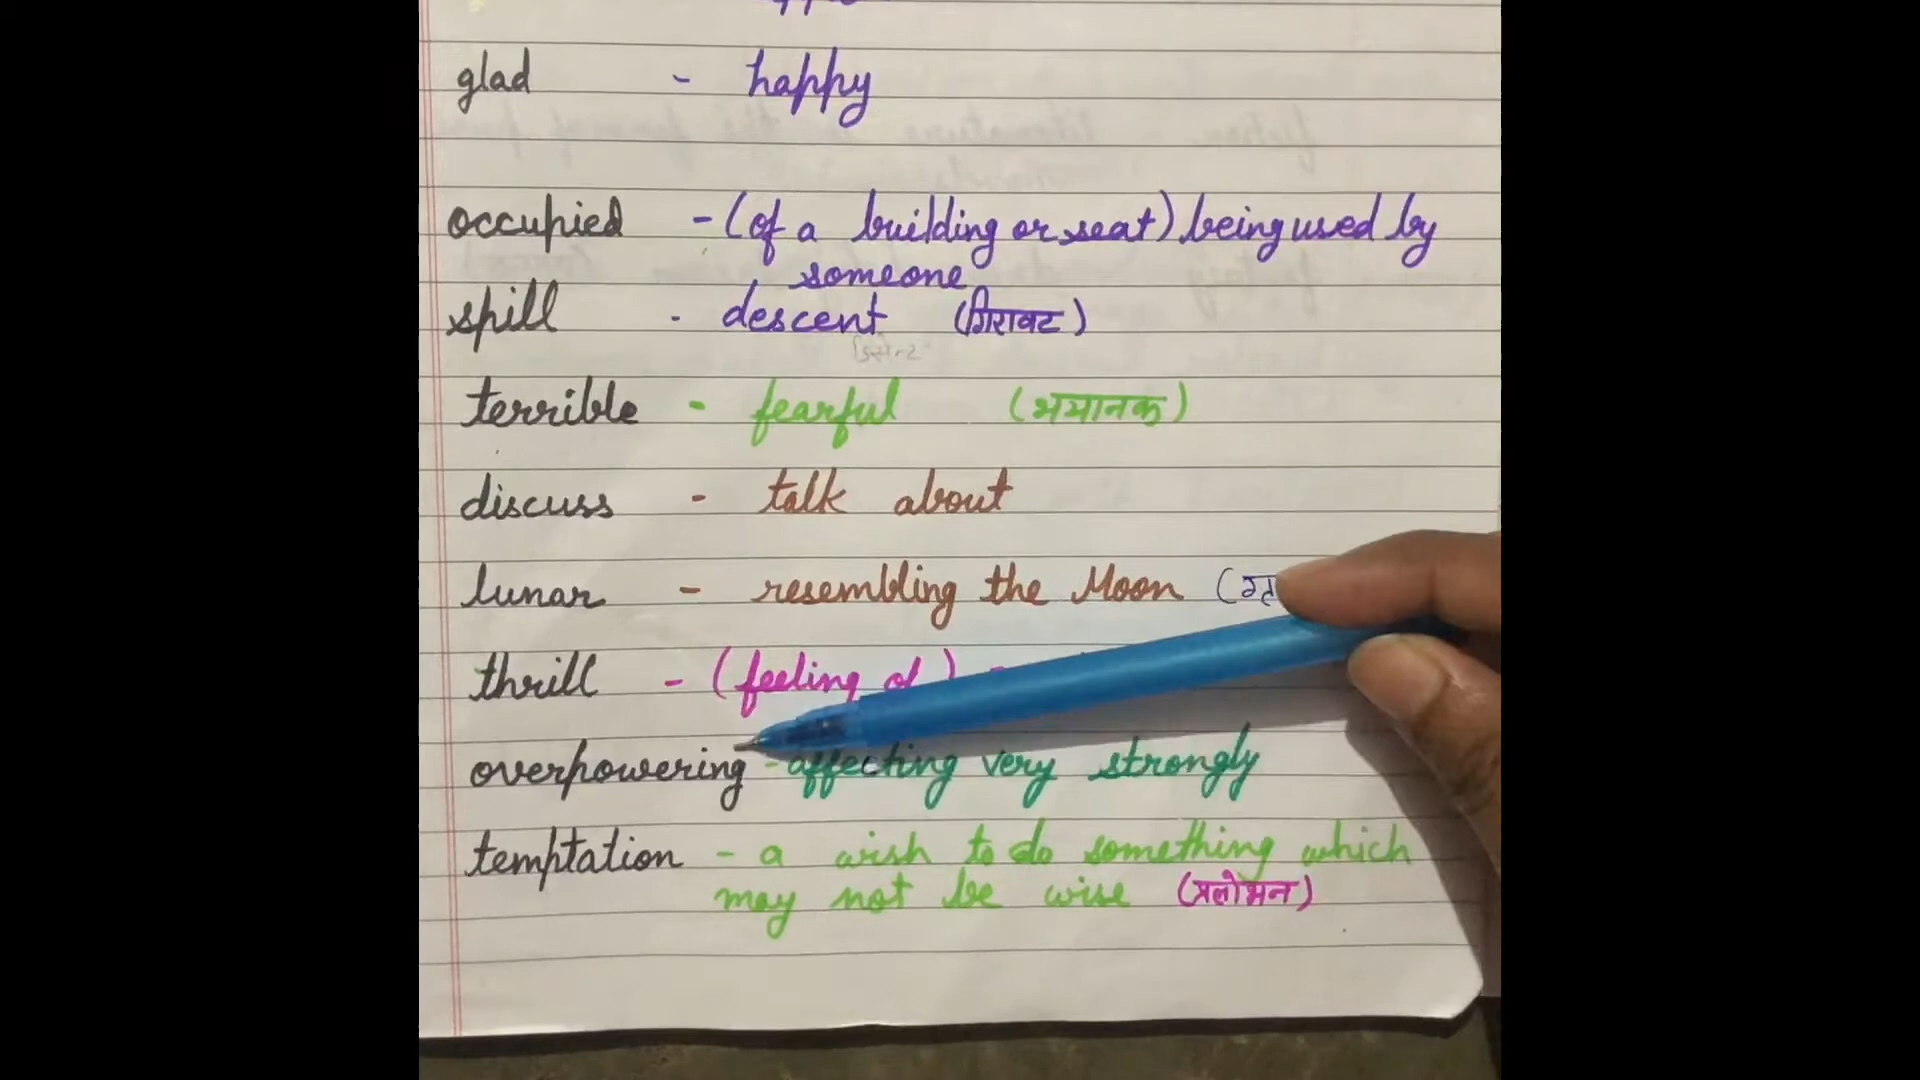 glad - happy
occupied - (of a building or seat) being used by
someone
spill - descent (गिरावट)
terrible - fearful (भयानक)
discuss - talk about
lunar - resembling the Moon
thrill - (feeling of)
overpowering - affecting very strongly
temptation - a wish to do something which
may not be wise (प्रलोभन)